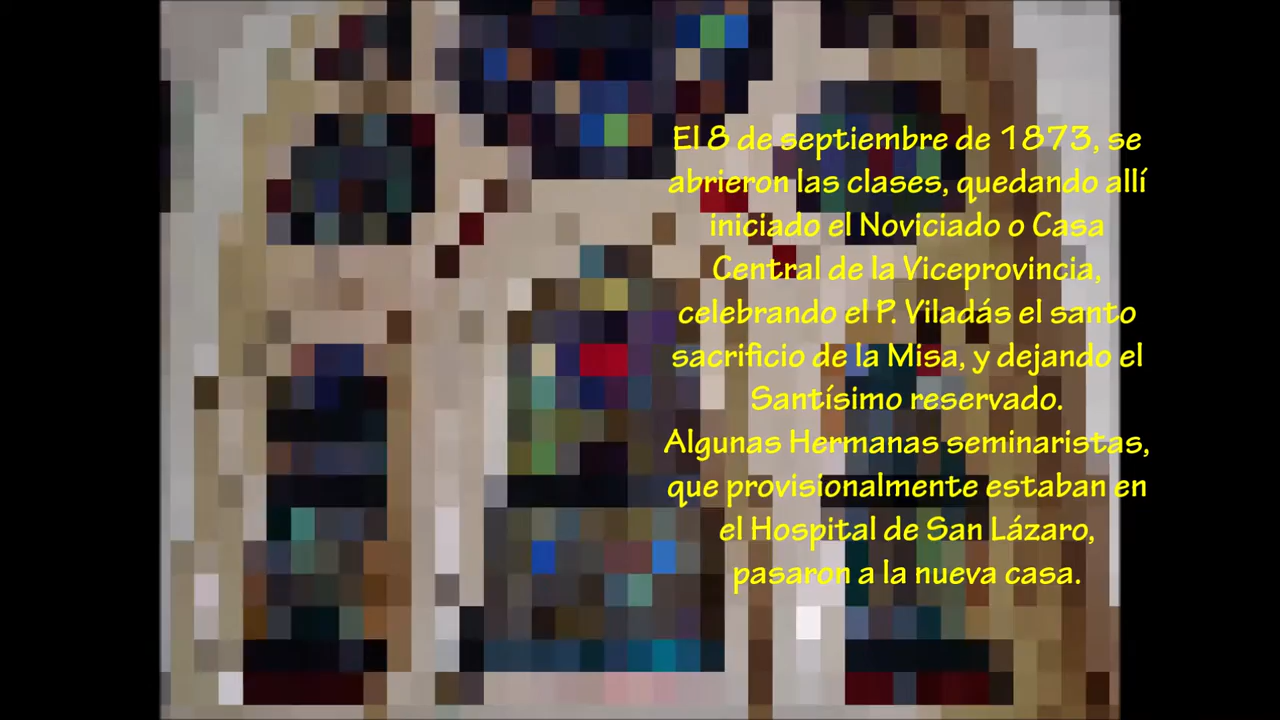 El 8 de septiembre de 1873, se
abrieron las clases, quedando allí
iniciado el Noviciado o Casa
Central de la Viceprovincia,
celebrando el P. Viladás el santo
sacrificio de la Misa, y dejando el
Santísimo reservado.
Algunas Hermanas seminaristas,
que provisionalmente estaban en
el Hospital de San Lázaro,
pasaron a la nueva casa.